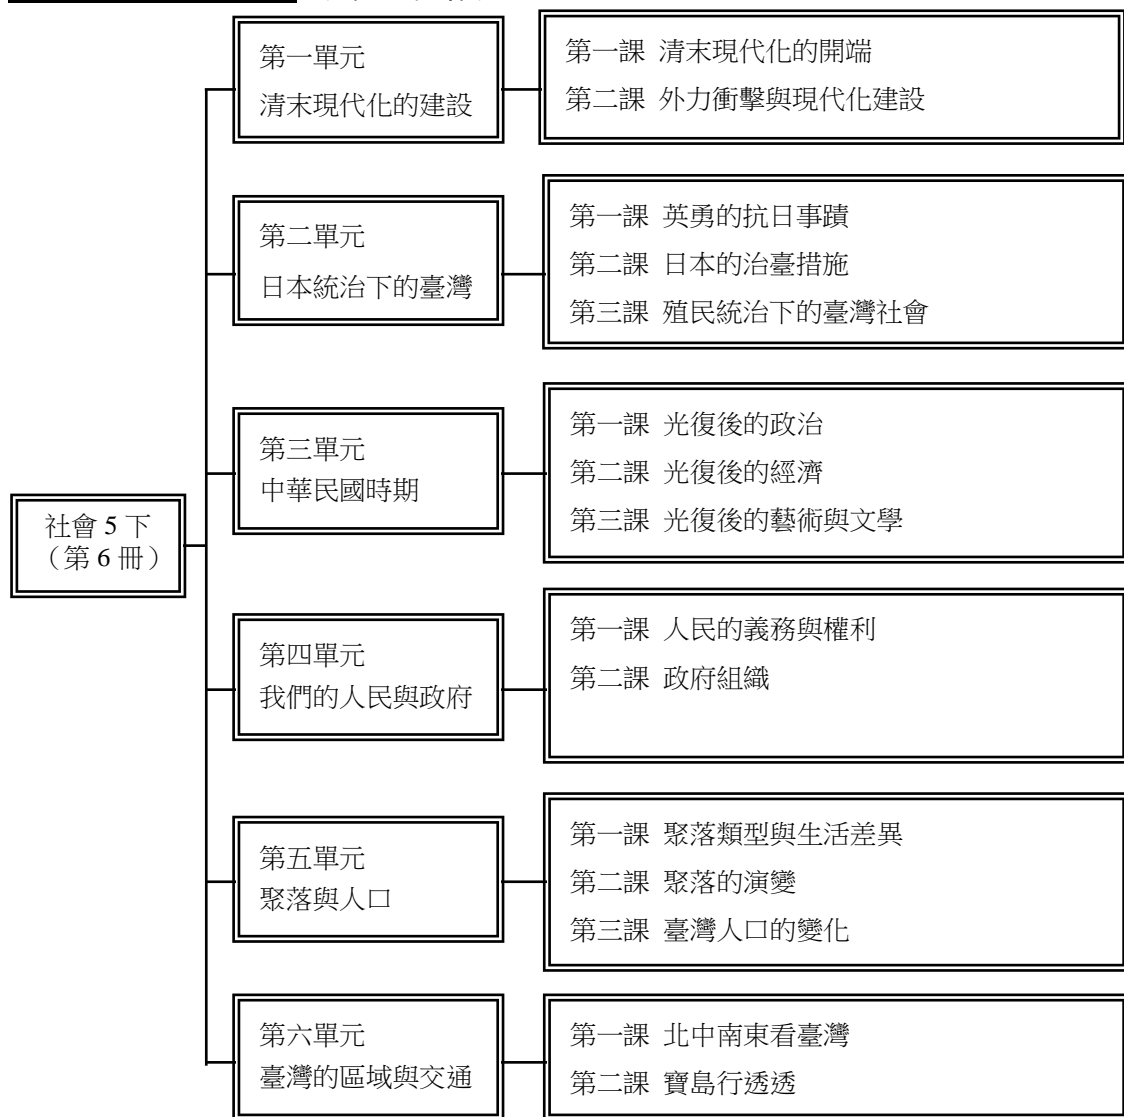 第一單元
清末現代化的建設
第一課 清末現代化的開端
第二課 外力衝擊與現代化建設
第二單元
日本統治下的臺灣
第一課 英勇的抗日事蹟
第二課 日本的治臺措施
第三課 殖民統治下的臺灣社會
社會 5 下
（第 6 冊）
第三單元
中華民國時期
第一課 光復後的政治
第二課 光復後的經濟
第三課 光復後的藝術與文學
第四單元
我們的人民與政府
第一課 人民的義務與權利
第二課 政府組織
第五單元
聚落與人口
第一課 聚落類型與生活差異
第二課 聚落的演變
第三課 臺灣人口的變化
第六單元
臺灣的區域與交通
第一課 北中南東看臺灣
第二課 寶島行透透